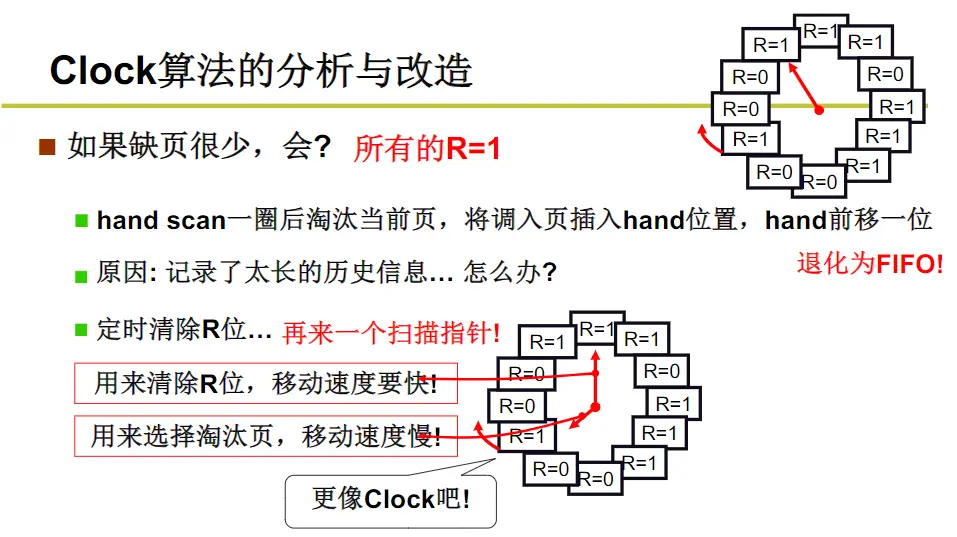 Clock算法的分析与改造
R=1
R=1
R=1
R=0
R=0
R=0
R=1
R=1
R=1
R=0
R=0
R=1
如果缺页很少，会? 所有的R=1
hand scan一圈后淘汰当前页，将调入页插入hand位置，hand前移一位
退化为FIFO!
原因: 记录了太长的历史信息… 怎么办?
定时清除R位… 再来一个扫描指针!
用来清除R位，移动速度要快!
用来选择淘汰页，移动速度慢!
R=1
R=1
R=1
R=0
R=0
R=0
R=1
R=1
R=1
R=0
R=0
R=1
更像Clock吧!